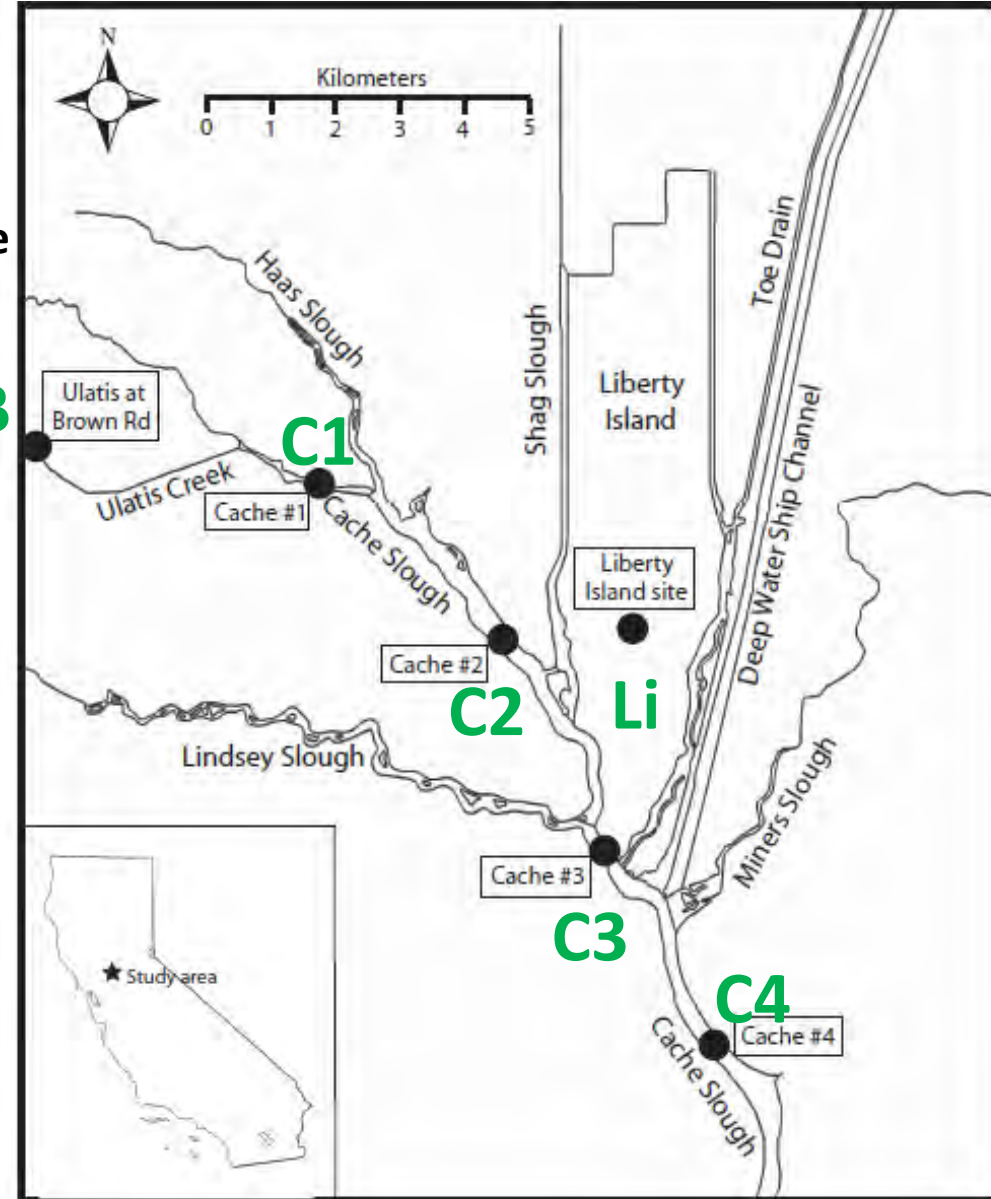 N
Kilometers
0 1 2 3 4 5
e
Haas Slough
Toe Drain
Shag Slough
Liberty
Island
B
Ulatis at
Brown Rd
C1
Ulatis Creek
Cache #1
Cache Slough
Deep Water Ship Channel
Liberty
Island site
Cache #2
C2
Li
Lindsey Slough
Miners Slough
Cache #3
C3
Study area
C4
Cache #4
Cache Slough